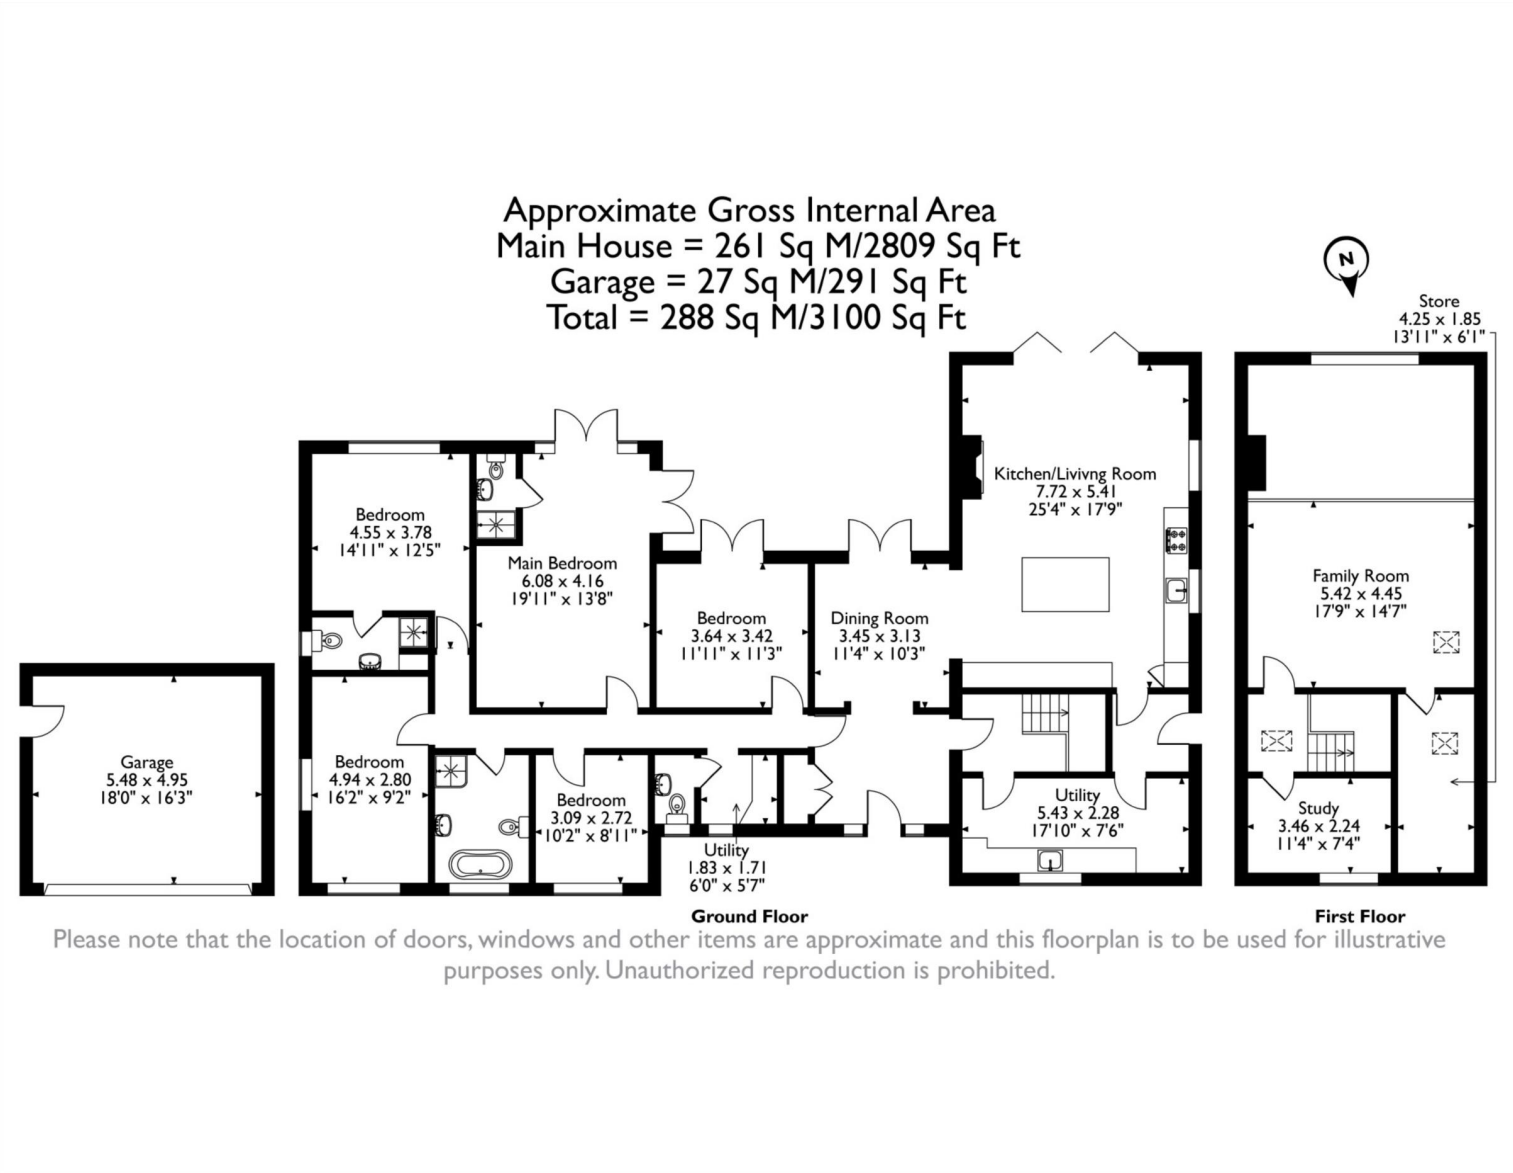 Approximate Gross Internal Area
Main House = 261 Sq M/2809 Sq Ft
Garage = 27 Sq M/291 Sq Ft
Total = 288 Sq M/3100 Sq Ft
N
Store
4.25 x 1.85
13'11" x 6'1"
Kitchen/Livivng Room
7.72 x 5.41
25'4" x 17'9"
Bedroom
4.55 x 3.78
14'11" x 12'5"
Main Bedroom
6.08 x 4.16
19'11" x 13'8"
Bedroom
3.64 x 3.42
11'11" x 11'3"
Dining Room
3.45 x 3.13
11'4" x 10'3"
Family Room
5.42 x 4.45
17'9" x 14'7"
Garage
5.48 x 4.95
18'0" x 16'3"
Bedroom
4.94 x 2.80
16'2" x 9'2"
Bedroom
3.09 x 2.72
10'2" x 8'11"
Utility
1.83 x 1.71
6'0" x 5'7"
Utility
5.43 x 2.28
17'10" x 7'6"
Study
3.46 x 2.24
11'4" x 7'4"
Ground Floor
First Floor
Please note that the location of doors, windows and other items are approximate and this floorplan is to be used for illustrative
purposes only. Unauthorized reproduction is prohibited.